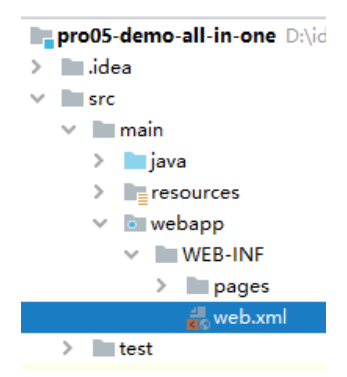 pro05-demo-all-in-one D:\id
.idea
src
main
java
resources
webapp
WEB-INF
pages
web.xml
test